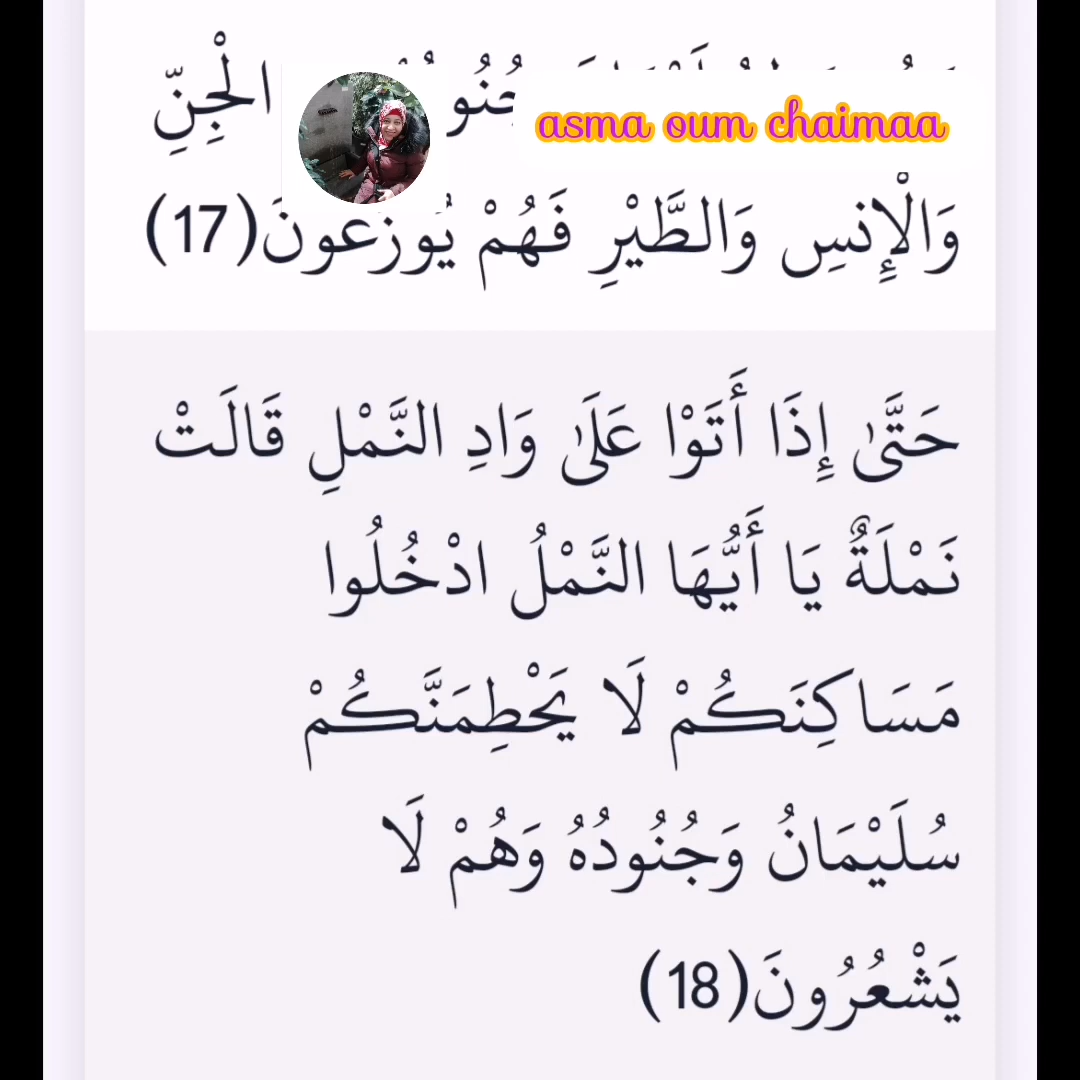 جُنُو الْجِنِّ
asma oum chaimaa
وَالْإِنسِ وَالطَّيْرِ فَهُمْ يُوزَعُونَ(17)
حَتَّىٰ إِذَا أَتَوْا عَلَىٰ وَادِ النَّمْلِ قَالَتْ
نَمْلَةٌ يَا أَيُّهَا النَّمْلُ ادْخُلُوا
مَسَاكِنَكُمْ لَا يَحْطِمَنَّكُمْ
سُلَيْمَانُ وَجُنُودُهُ وَهُمْ لَا
يَشْعُرُونَ(18)